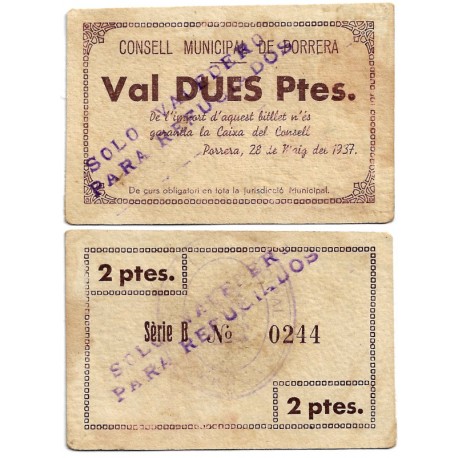 CONSELL MUNICIPAL DE PORRERA
Val DUES Ptes.
De l'import d'aquest bitllet n'és
garantia la Caixa del Consell
Porrera, 28 de Maig del 1937.
De curs obligatori en tota la Jurisdicció Municipal.
SOLO VALEDERO
PARA REFUGIADOS
2 ptes.
Sèrie B Nº 0244
2 ptes.
SOLO VALEDERO
PARA REFUGIADOS